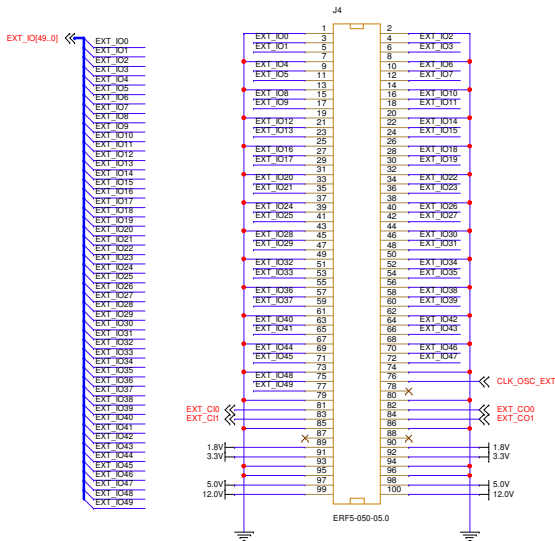 J4
EXT_IO[49..0]
EXT_IO0
EXT_IO1
EXT_IO2
EXT_IO3
EXT_IO4
EXT_IO5
EXT_IO6
EXT_IO7
EXT_IO8
EXT_IO9
EXT_IO10
EXT_IO11
EXT_IO12
EXT_IO13
EXT_IO14
EXT_IO15
EXT_IO16
EXT_IO17
EXT_IO18
EXT_IO19
EXT_IO20
EXT_IO21
EXT_IO22
EXT_IO23
EXT_IO24
EXT_IO25
EXT_IO26
EXT_IO27
EXT_IO28
EXT_IO29
EXT_IO30
EXT_IO31
EXT_IO32
EXT_IO33
EXT_IO34
EXT_IO35
EXT_IO36
EXT_IO37
EXT_IO38
EXT_IO39
EXT_IO40
EXT_IO41
EXT_IO42
EXT_IO43
EXT_IO44
EXT_IO45
EXT_IO46
EXT_IO47
EXT_IO48
EXT_IO49
1 2
EXT_IO0 3 4 EXT_IO2
EXT_IO1 5 6 EXT_IO3
7 8
EXT_IO4 9 10 EXT_IO6
EXT_IO5 11 12 EXT_IO7
13 14
EXT_IO8 15 16 EXT_IO10
EXT_IO9 17 18 EXT_IO11
19 20
EXT_IO12 21 22 EXT_IO14
EXT_IO13 23 24 EXT_IO15
25 26
EXT_IO16 27 28 EXT_IO18
EXT_IO17 29 30 EXT_IO19
31 32
EXT_IO20 33 34 EXT_IO22
EXT_IO21 35 36 EXT_IO23
37 38
EXT_IO24 39 40 EXT_IO26
EXT_IO25 41 42 EXT_IO27
43 44
EXT_IO28 45 46 EXT_IO30
EXT_IO29 47 48 EXT_IO31
49 50
EXT_IO32 51 52 EXT_IO34
EXT_IO33 53 54 EXT_IO35
55 56
EXT_IO36 57 58 EXT_IO38
EXT_IO37 59 60 EXT_IO39
61 62
EXT_IO40 63 64 EXT_IO42
EXT_IO41 65 66 EXT_IO43
67 68
EXT_IO44 69 70 EXT_IO46
EXT_IO45 71 72 EXT_IO47
73 74
EXT_IO48 75 76 CLK_OSC_EXT
EXT_IO49 77 78
79 80
EXT_CI0 81 82 EXT_CO0
EXT_CI1 83 84 EXT_CO1
85 86
87 88
1.8V 89 90 1.8V
3.3V 91 92 3.3V
93 94
95 96
5.0V 97 98 5.0V
12.0V 99 100 12.0V
ERF5-050-05.0